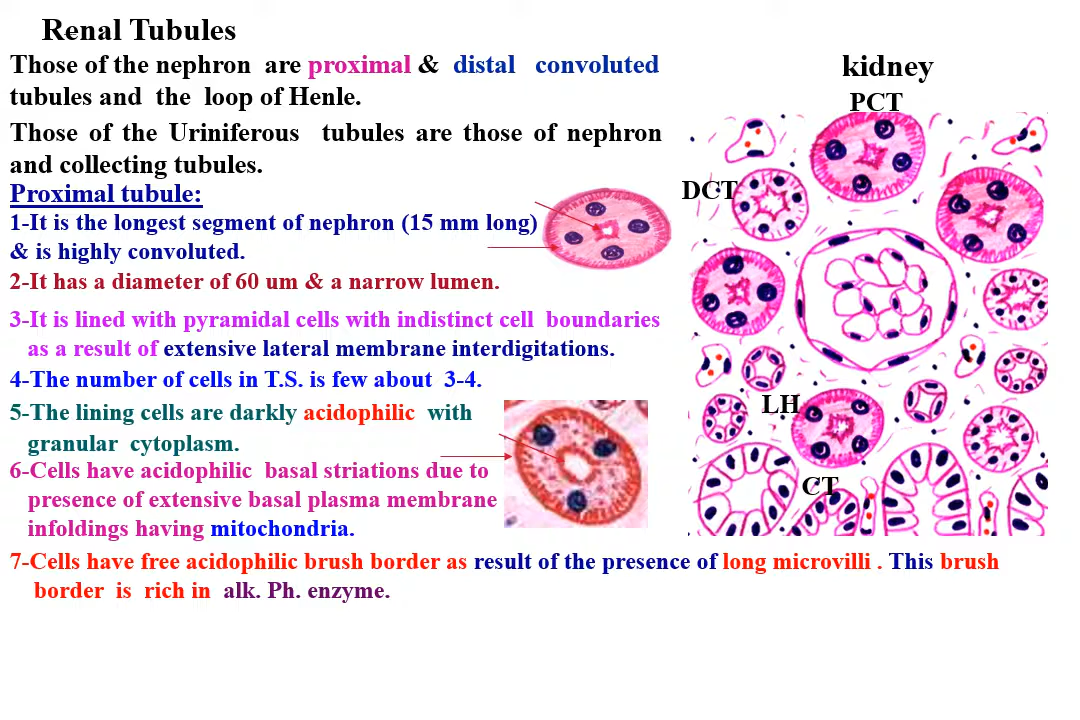 Renal Tubules
Those of the nephron are proximal & distal convoluted
tubules and the loop of Henle.
Those of the Uriniferous tubules are those of nephron
and collecting tubules.
Proximal tubule:
1-It is the longest segment of nephron (15 mm long)
& is highly convoluted.
2-It has a diameter of 60 um & a narrow lumen.
3-It is lined with pyramidal cells with indistinct cell boundaries
as a result of extensive lateral membrane interdigitations.
4-The number of cells in T.S. is few about 3-4.
5-The lining cells are darkly acidophilic with
granular cytoplasm.
6-Cells have acidophilic basal striations due to
presence of extensive basal plasma membrane
infoldings having mitochondria.
7-Cells have free acidophilic brush border as result of the presence of long microvilli . This brush
border is rich in alk. Ph. enzyme.
kidney
PCT
DCT
LH
CT